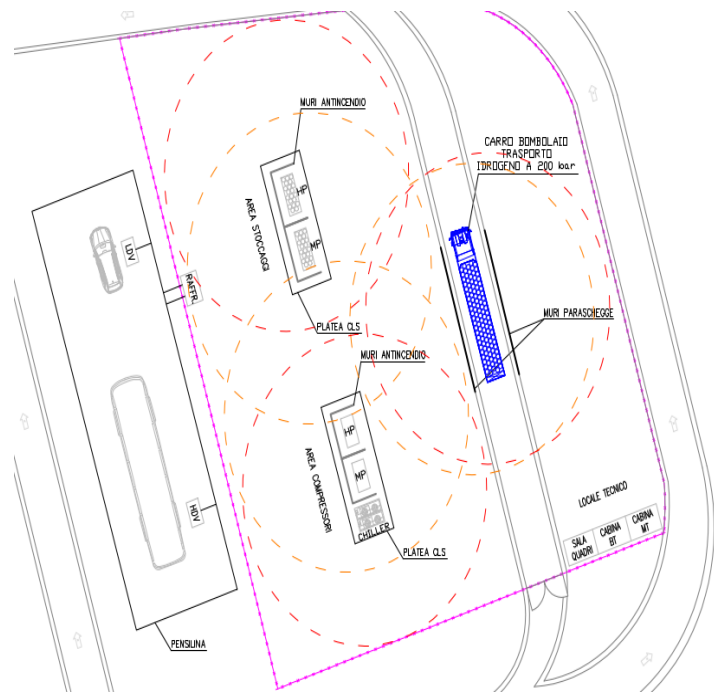 MURI ANTINCENDIO
CARRO BOMBOLAIO
TRASPORTO
IDROGENO A 200 bar
HP
MP
AREA STOCCAGGI
LDV
RAFFR.
PLATEA CLS
MURI PARASCHEGGE
MURI ANTINCENDIO
HP
MP
AREA COMPRESSORI
CHILLER
PLATEA CLS
HDV
LOCALE TECNICO
SALA
QUADRI
CABINA
BT
CABINA
MT
PENSILINA